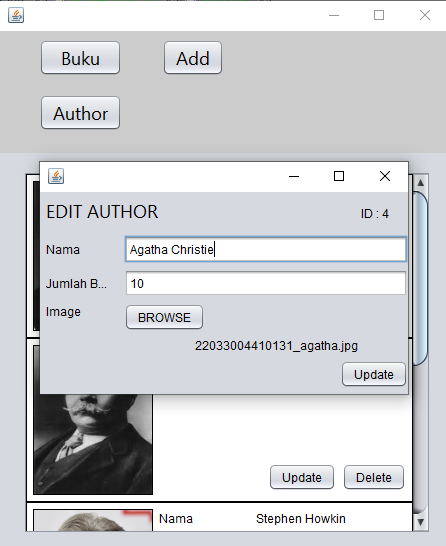 Buku Add
Author
EDIT AUTHOR ID : 4
Nama Agatha Christie
Jumlah B... 10
Image BROWSE
22033004410131_agatha.jpg
Update
Update Delete
Nama Stephen Howkin